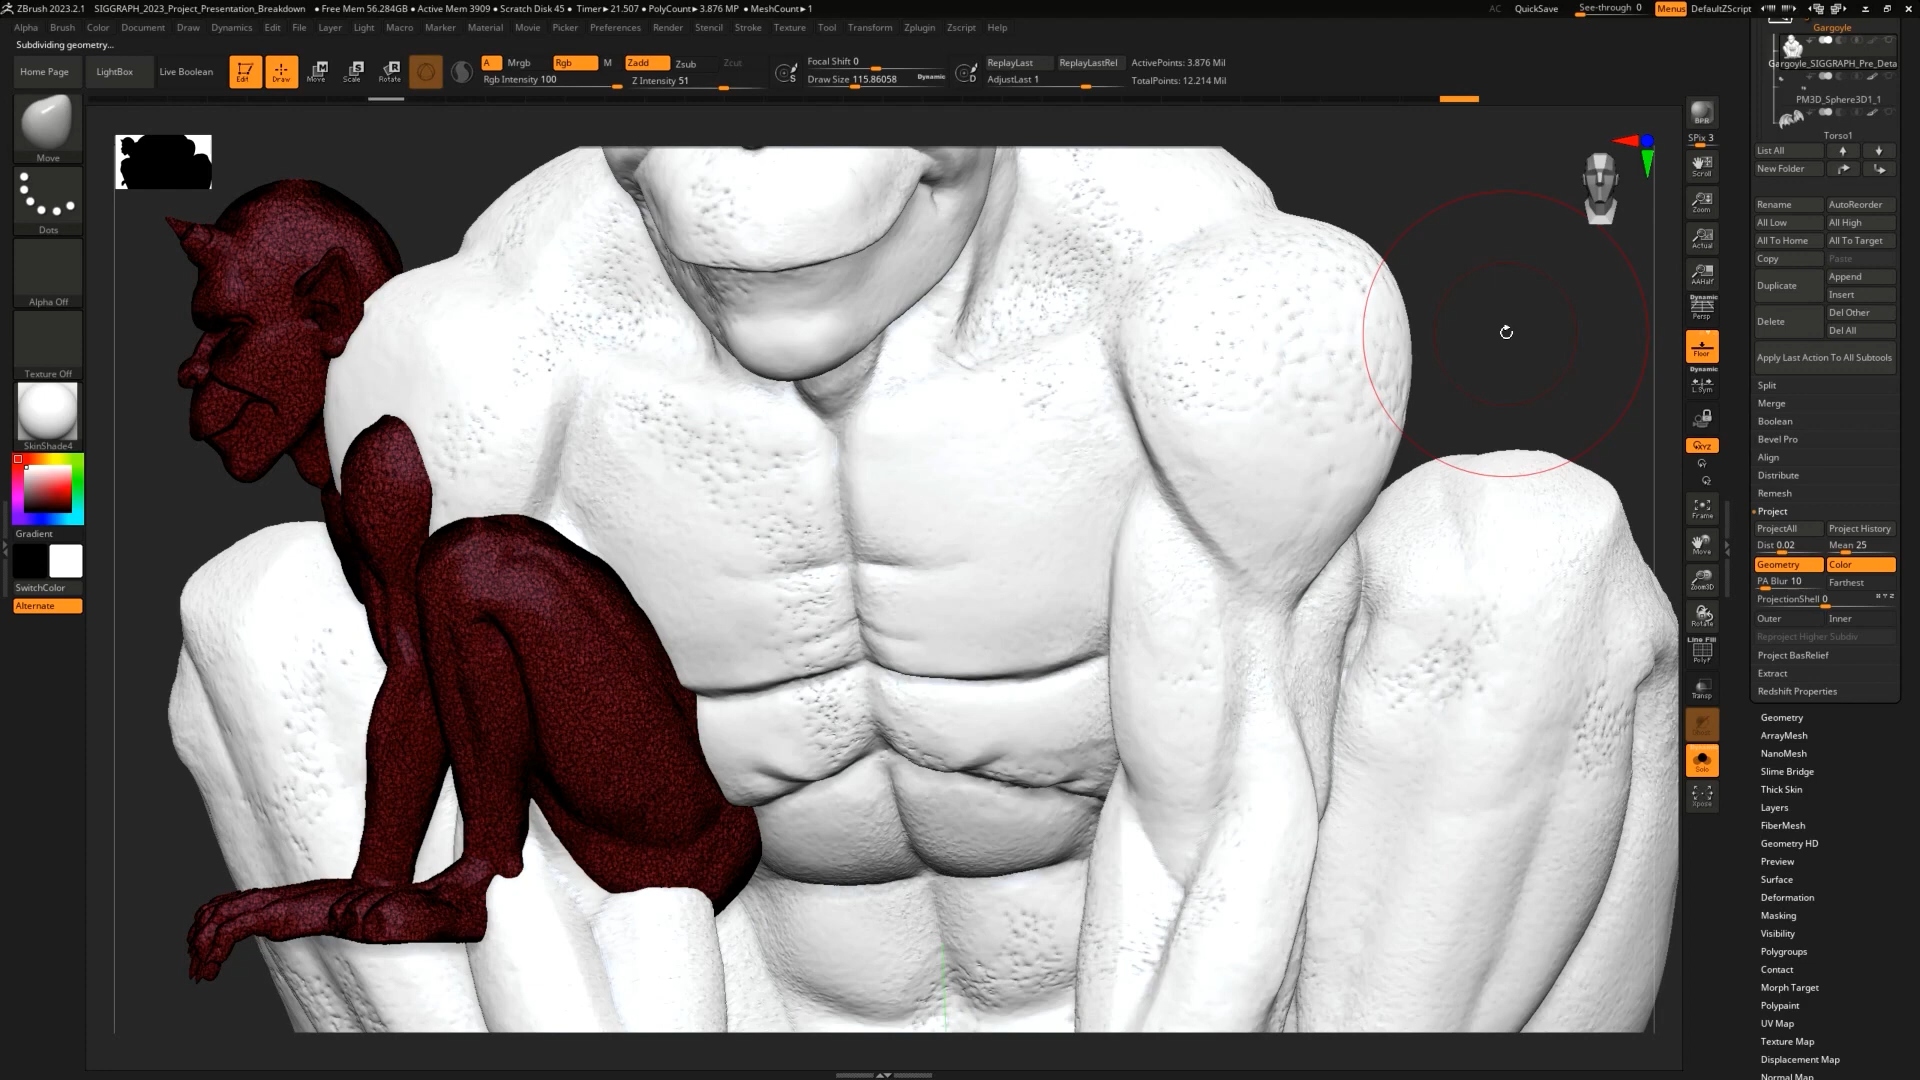 ZBrush 2023.2.1 SIGGRAPH_2023_Project_Presentation_Breakdown • Free Mem 56.284GB • Active Mem 3909 • Scratch Disk 45 • Timer▸21.507 • PolyCount▸3.876 MP • MeshCount▸1 AC QuickSave See-through 0 Menus DefaultZScript
Alpha Brush Color Document Draw Dynamics Edit File Layer Light Macro Marker Material Movie Picker Preferences Render Stencil Stroke Texture Tool Transform Zplugin Zscript Help
Subdividing geometry...
Home Page LightBox Live Boolean Edit Draw Move Scale Rotate
A Mrgb Rgb M Zadd Zsub Zcut
Rgb Intensity 100 Z Intensity 51
Focal Shift 0
Draw Size 115.86058 Dynamic
ReplayLast ReplayLastRel ActivePoints: 3.876 Mil
AdjustLast 1 TotalPoints: 12.214 Mil
Move
Dots
Alpha Off
Texture Off
SkinShade4
Gradient
SwitchColor
Alternate
BPR
SPix 3
Scroll
Zoom
Actual
AAHalf
Dynamic
Persp
Floor
Dynamic
L.Sym
XYZ
Frame
Move
Zoom3D
Rotate
Line Fill
PolyF
Transp
Solo
Xpose
Gargoyle
Gargoyle_SIGGRAPH_Pre_Deta
PM3D_Sphere3D1_1
Torso1
List All
New Folder
Rename AutoReorder
All Low All High
All To Home All To Target
Copy Paste
Duplicate Append
Insert
Delete Del Other
Del All
Apply Last Action To All Subtools
Split
Merge
Boolean
Bevel Pro
Align
Distribute
Remesh
Project
ProjectAll Project History
Dist 0.02 Mean 25
Geometry Color
PA Blur 10 Farthest
ProjectionShell 0
Outer Inner
Reproject Higher Subdiv
Project BasRelief
Extract
Redshift Properties
Geometry
ArrayMesh
NanoMesh
Slime Bridge
Thick Skin
Layers
FiberMesh
Geometry HD
Preview
Surface
Deformation
Masking
Visibility
Polygroups
Contact
Morph Target
Polypaint
UV Map
Texture Map
Displacement Map
Normal Map